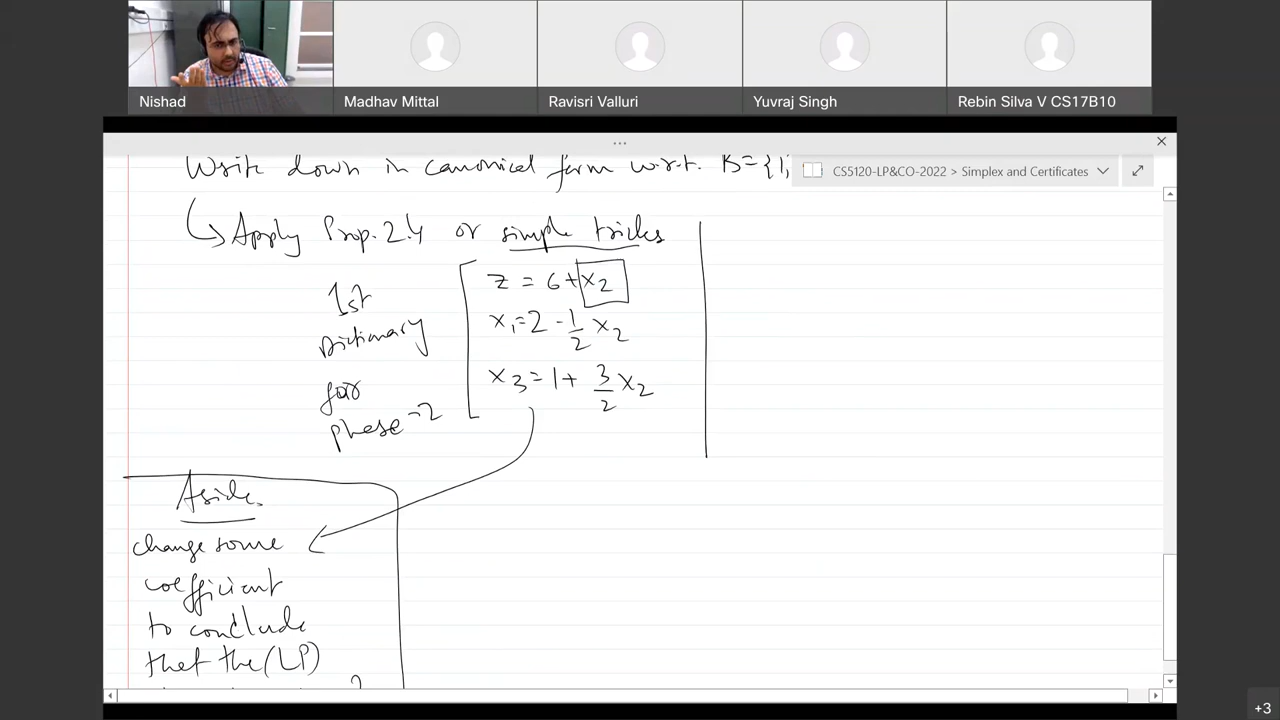 Nishad
Madhav Mittal
Ravisri Valluri
Yuvraj Singh
Rebin Silva V CS17B10
...
Write down in canonical form w.r.t. B={1,
CS5120-LP&CO-2022 > Simplex and Certificates
Apply Prop. 2.4 or simple tricks
1st
Dictionary
for
phase-2
z = 6+x2
x1=2 - 1/2 x2
x3=1+ 3/2 x2
Aside
change some
coefficient
to conclude
that the (LP)
+3